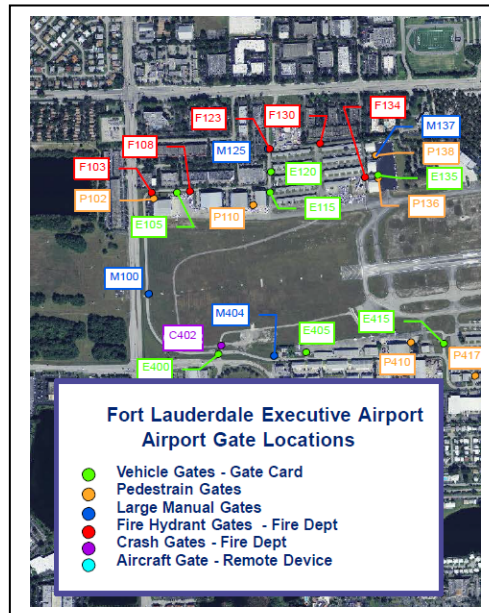 F134
F130
F123
M137
F108
M125
P138
F103
E120
E135
P102
P110
E115
P136
E105
M100
M404
E415
C402
E405
P417
E400
P410
Fort Lauderdale Executive Airport
Airport Gate Locations
Vehicle Gates - Gate Card
Pedestrain Gates
Large Manual Gates
Fire Hydrant Gates - Fire Dept
Crash Gates - Fire Dept
Aircraft Gate - Remote Device